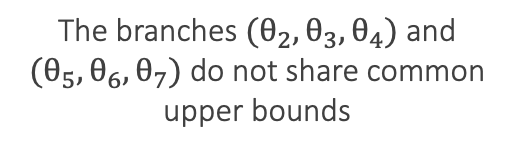 The branches (θ₂, θ₃, θ₄) and
(θ₅, θ₆, θ₇) do not share common
upper bounds